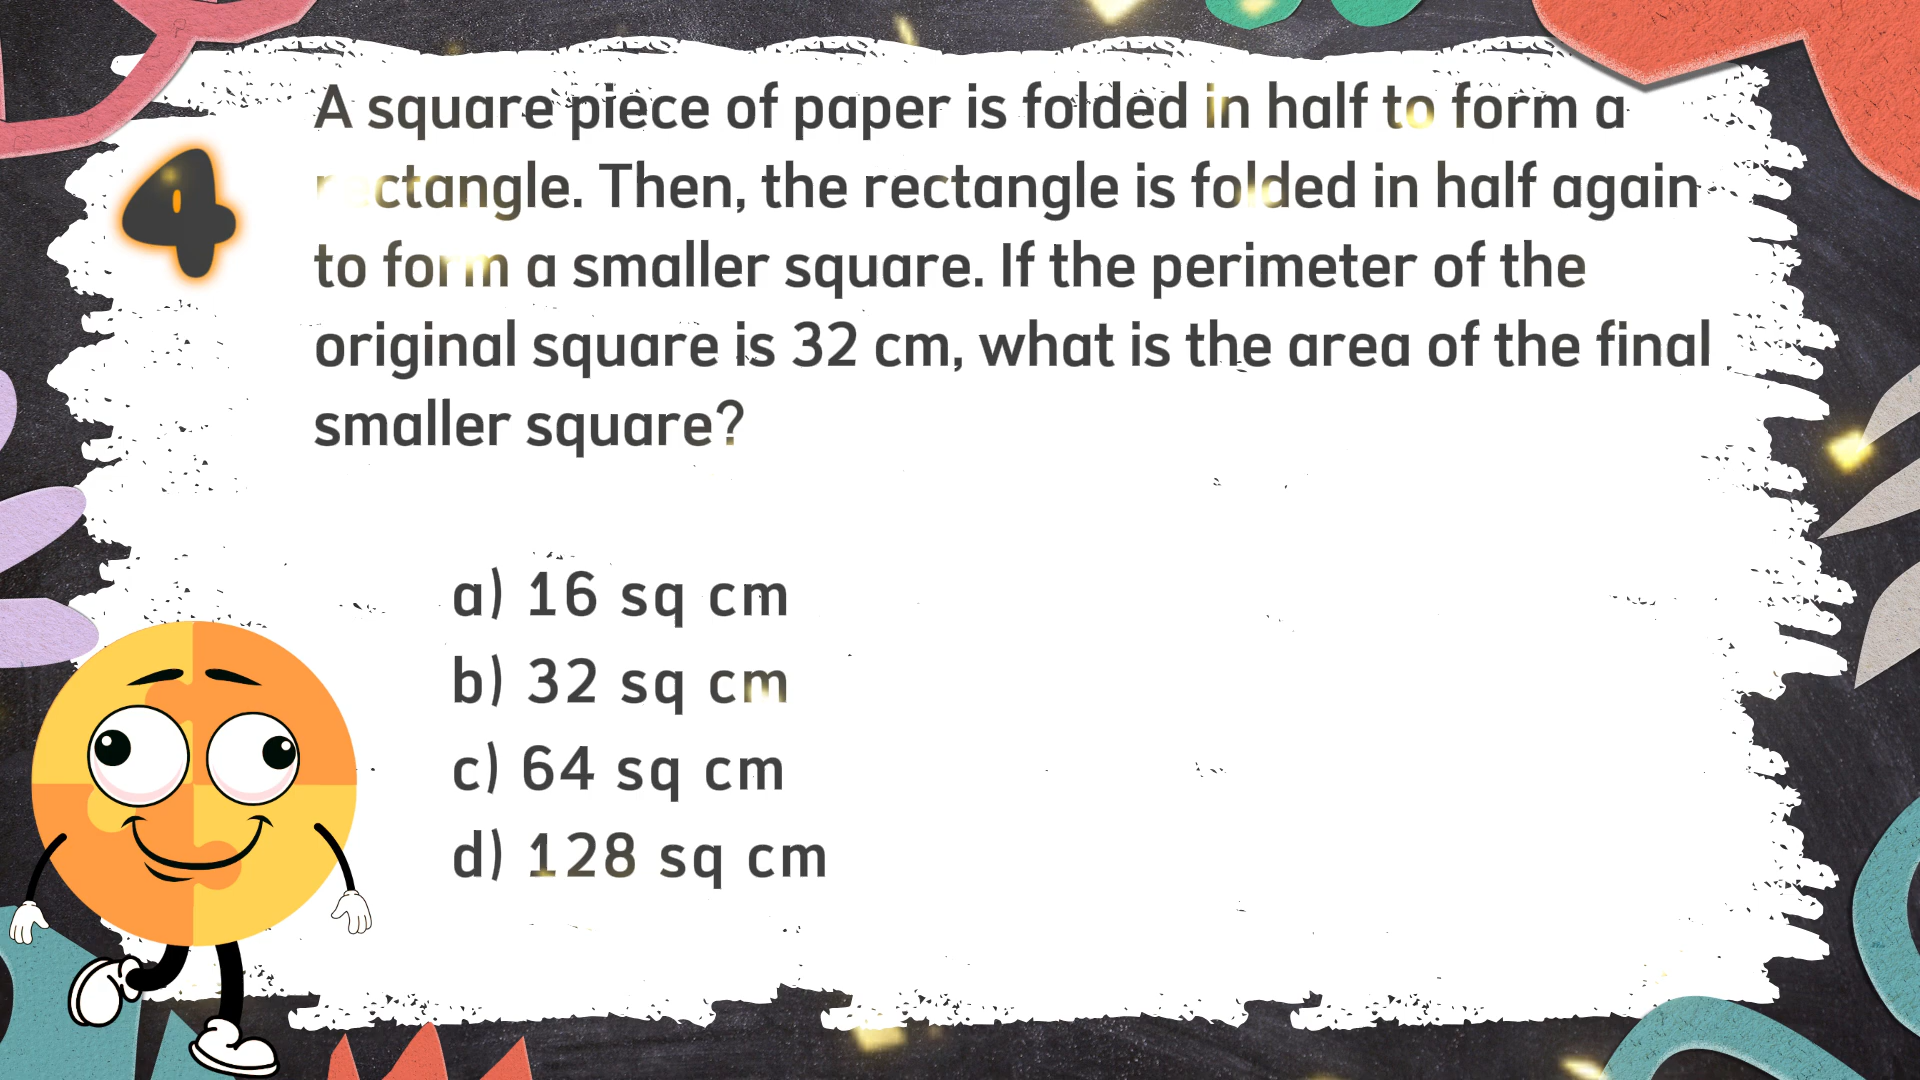 4
A square piece of paper is folded in half to form a
rectangle. Then, the rectangle is folded in half again
to form a smaller square. If the perimeter of the
original square is 32 cm, what is the area of the final
smaller square?
a) 16 sq cm
b) 32 sq cm
c) 64 sq cm
d) 128 sq cm